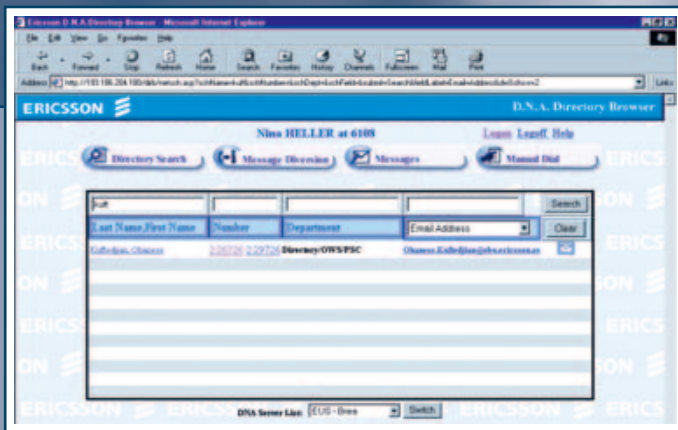 Ericsson D.N.A Directory Browser - Microsoft Internet Explorer
File Edit View Go Favorites Help
Back Forward Stop Refresh Home Search Favorites History Channels Fullscreen Mail Print
Address Links
ERICSSON D.N.A. Directory Browser
Nina HELLER at 6108 Logon Logoff Help
Directory Search Message Diversion Messages Manual Dial
Search
Last Name,First Name Number Department Email Address Clear
Directory/OWS/PSC
DNA Server List: EUS - Brea Switch